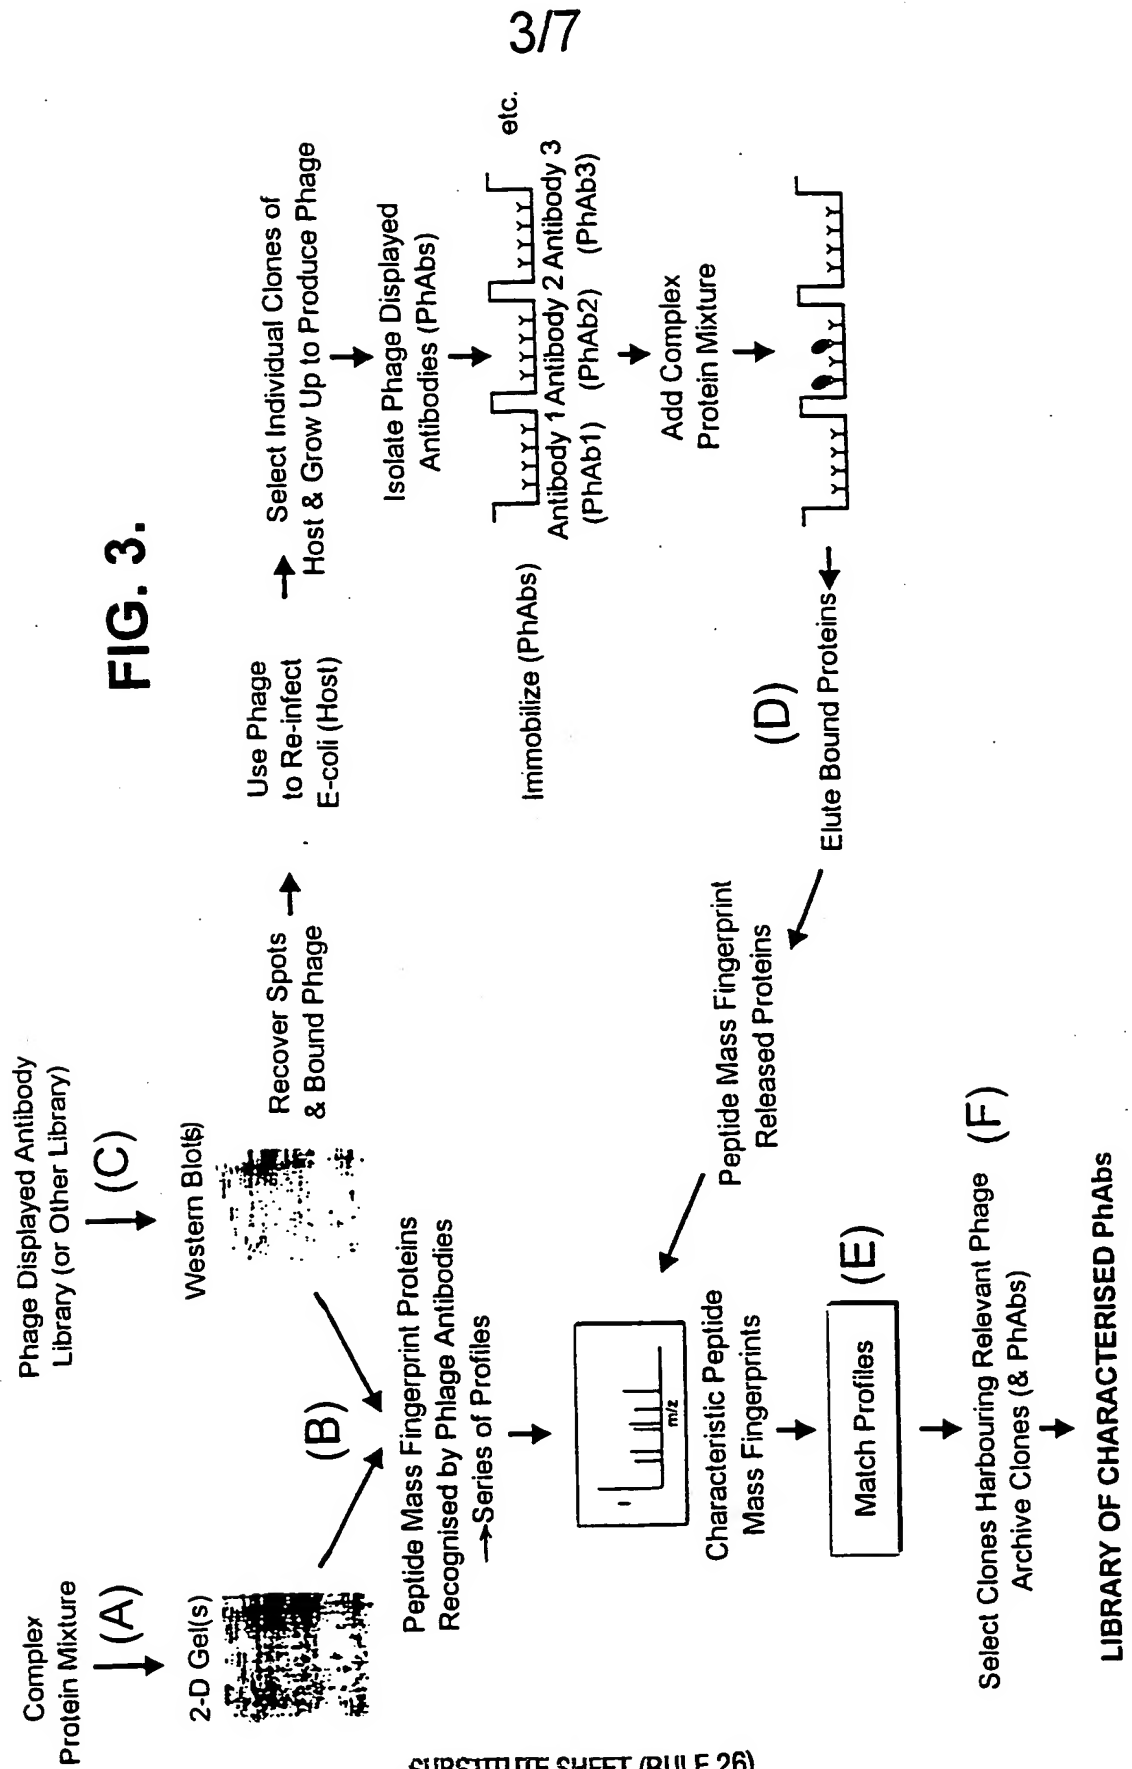 3/7
FIG. 3.
Complex
Protein Mixture
(A)
2-D Gel(s)
Phage Displayed Antibody
Library (or Other Library)
(C)
Western Blot(s)
Recover Spots
& Bound Phage
Use Phage
to Re-infect
E-coli (Host)
Select Individual Clones of
Host & Grow Up to Produce Phage
Isolate Phage Displayed
Antibodies (PhAbs)
Immobilize (PhAbs)
etc.
Antibody 1 Antibody 2 Antibody 3
(PhAb1) (PhAb2) (PhAb3)
Add Complex
Protein Mixture
(D)
Elute Bound Proteins
Peptide Mass Fingerprint
Released Proteins
(B)
Peptide Mass Fingerprint Proteins
Recognised by Phlage Antibodies
→Series of Profiles
m/z
Characteristic Peptide
Mass Fingerprints
Match Profiles
(E)
Select Clones Harbouring Relevant Phage
Archive Clones (& PhAbs)
(F)
LIBRARY OF CHARACTERISED PhAbs
SUBSTITUTE SHEET (RULE 26)